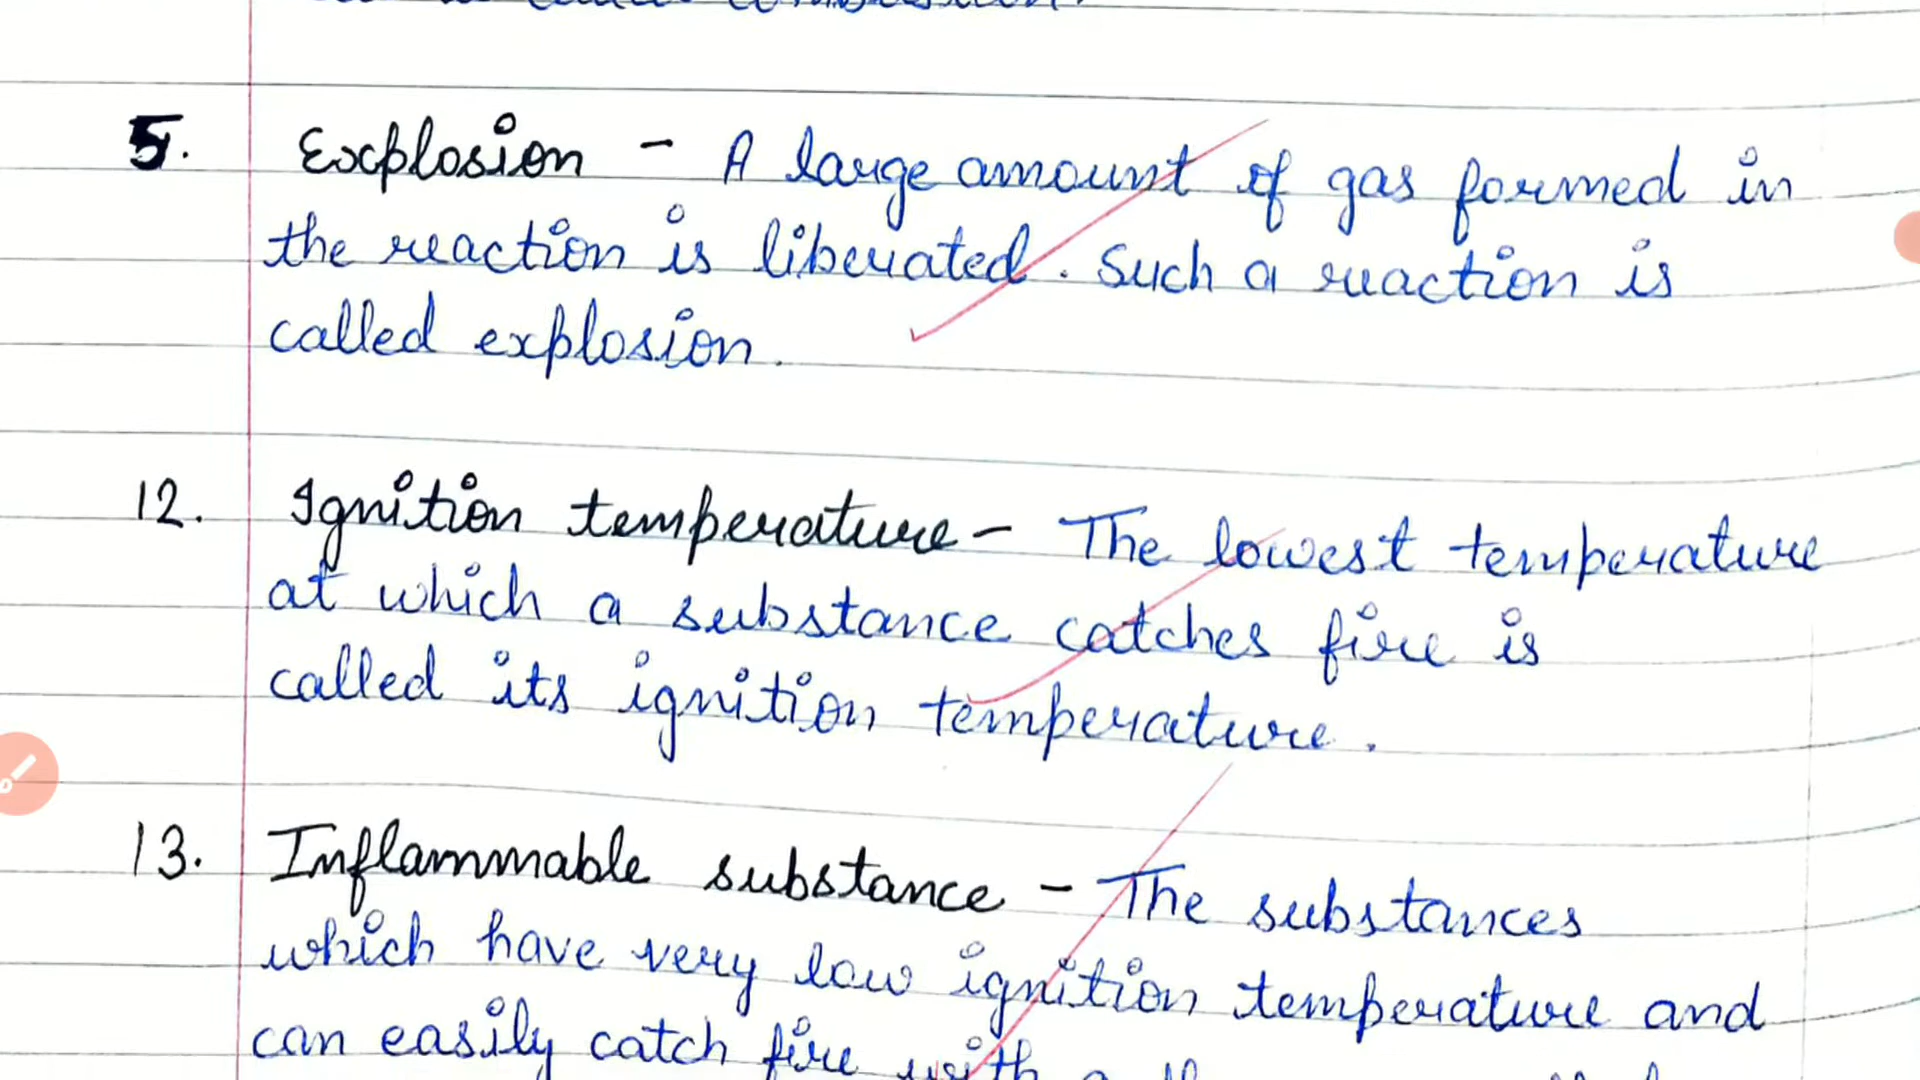 5. Explosion - A large amount of gas formed in
the reaction is liberated. Such a reaction is
called explosion.
12. Ignition temperature - The lowest temperature
at which a substance catches fire is
called its ignition temperature.
13. Inflammable substance - The substances
which have very low ignition temperature and
can easily catch fire with a